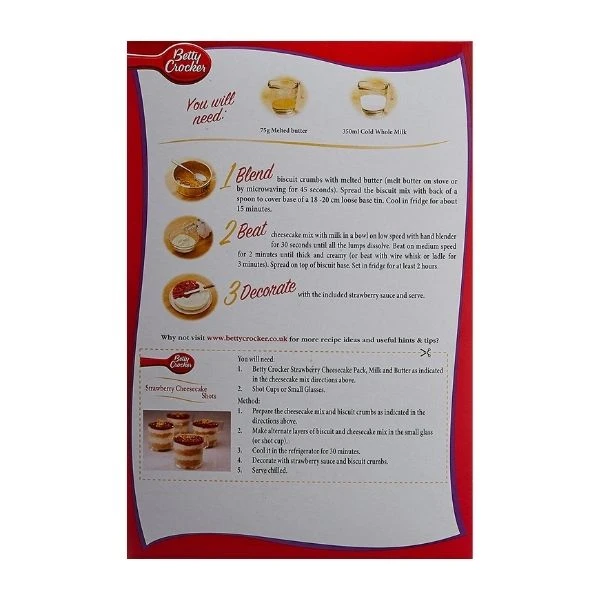 Betty
Crocker
You will
need:
75g Melted butter
350ml Cold Whole Milk
1 Blend biscuit crumbs with melted butter (melt butter on stove or
by microwaving for 45 seconds). Spread the biscuit mix with back of a
spoon to cover base of a 18 -20 cm loose base tin. Cool in fridge for about
15 minutes.
2 Beat cheesecake mix with milk in a bowl on low speed with hand blender
for 30 seconds until all the lumps dissolve. Beat on medium speed
for 2 minutes until thick and creamy (or beat with wire whisk or ladle for
3 minutes). Spread on top of biscuit base. Set in fridge for at least 2 hours.
3 Decorate with the included strawberry sauce and serve.
Why not visit www.bettycrocker.co.uk for more recipe ideas and useful hints & tips?
Betty
Crocker
Strawberry Cheesecake
Shots
You will need:
1. Betty Crocker Strawberry Cheesecake Pack, Milk and Butter as indicated
in the cheesecake mix directions above.
2. Shot Cups or Small Glasses.
Method:
1. Prepare the cheesecake mix and biscuit crumbs as indicated in the
directions above.
2. Make alternate layers of biscuit and cheesecake mix in the small glass
(or shot cup).
3. Cool it in the refrigerator for 30 minutes.
4. Decorate with strawberry sauce and biscuit crumbs.
5. Serve chilled.